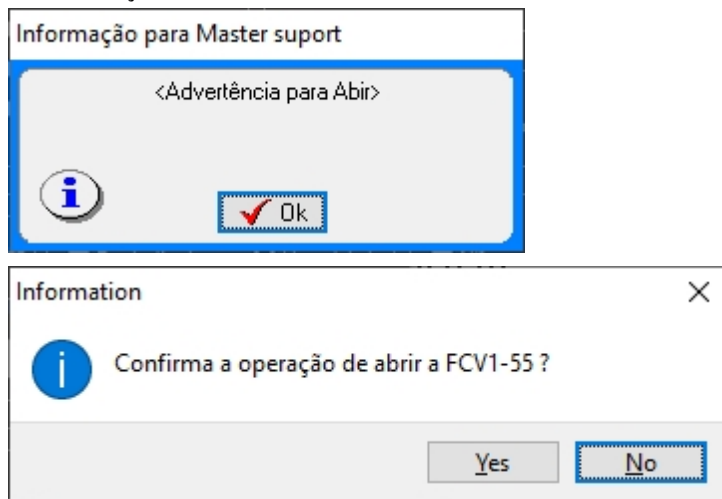 Informação para Master suport
<Advertência para Abir>
Ok
Information
Confirma a operação de abrir a FCV1-55 ?
Yes
No